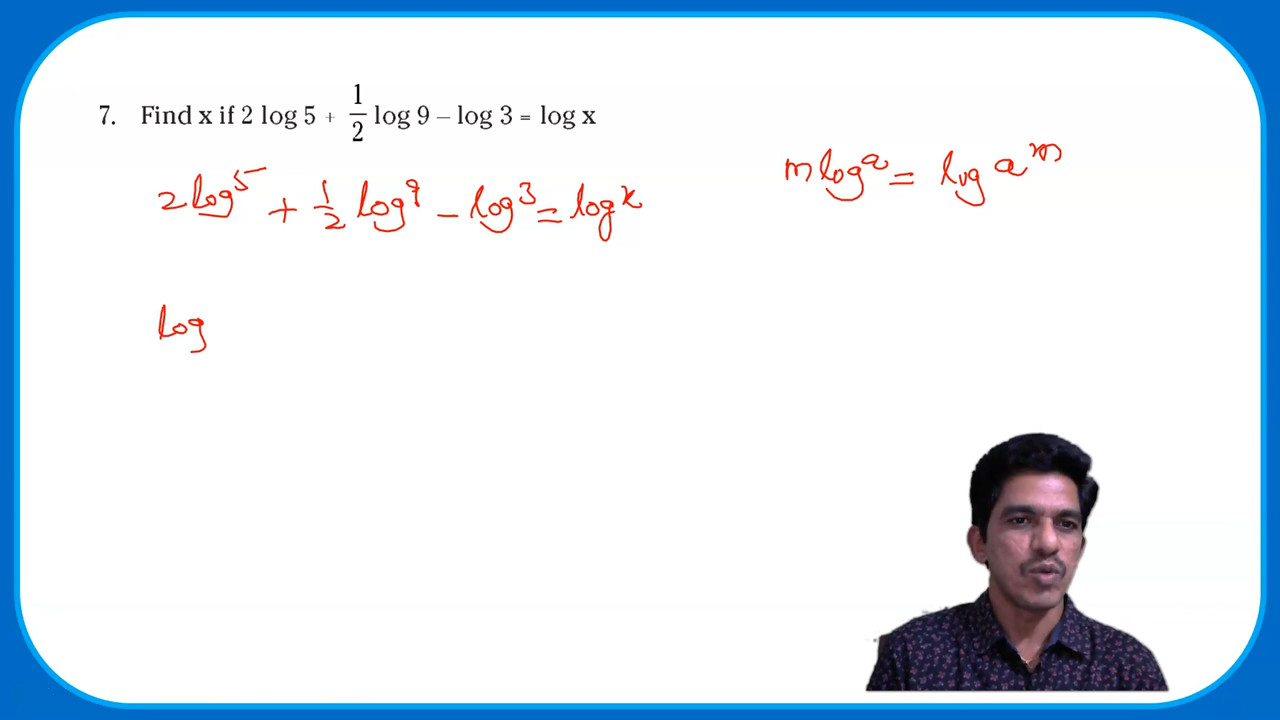 7. Find x if 2 log 5 + 1/2 log 9 – log 3 = log x
m log a = log a^m
2 log 5 + 1/2 log 9 – log 3 = log x
log